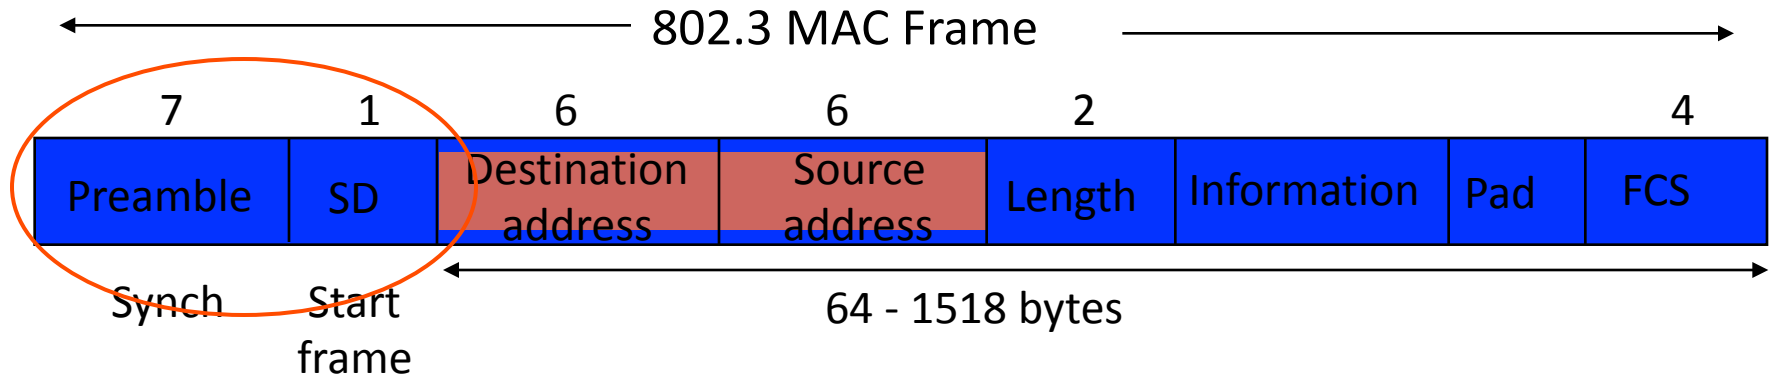 802.3 MAC Frame
7 1 6 6 2 4
Preamble SD Destination address Source address Length Information Pad FCS
Synch Start frame
64 - 1518 bytes